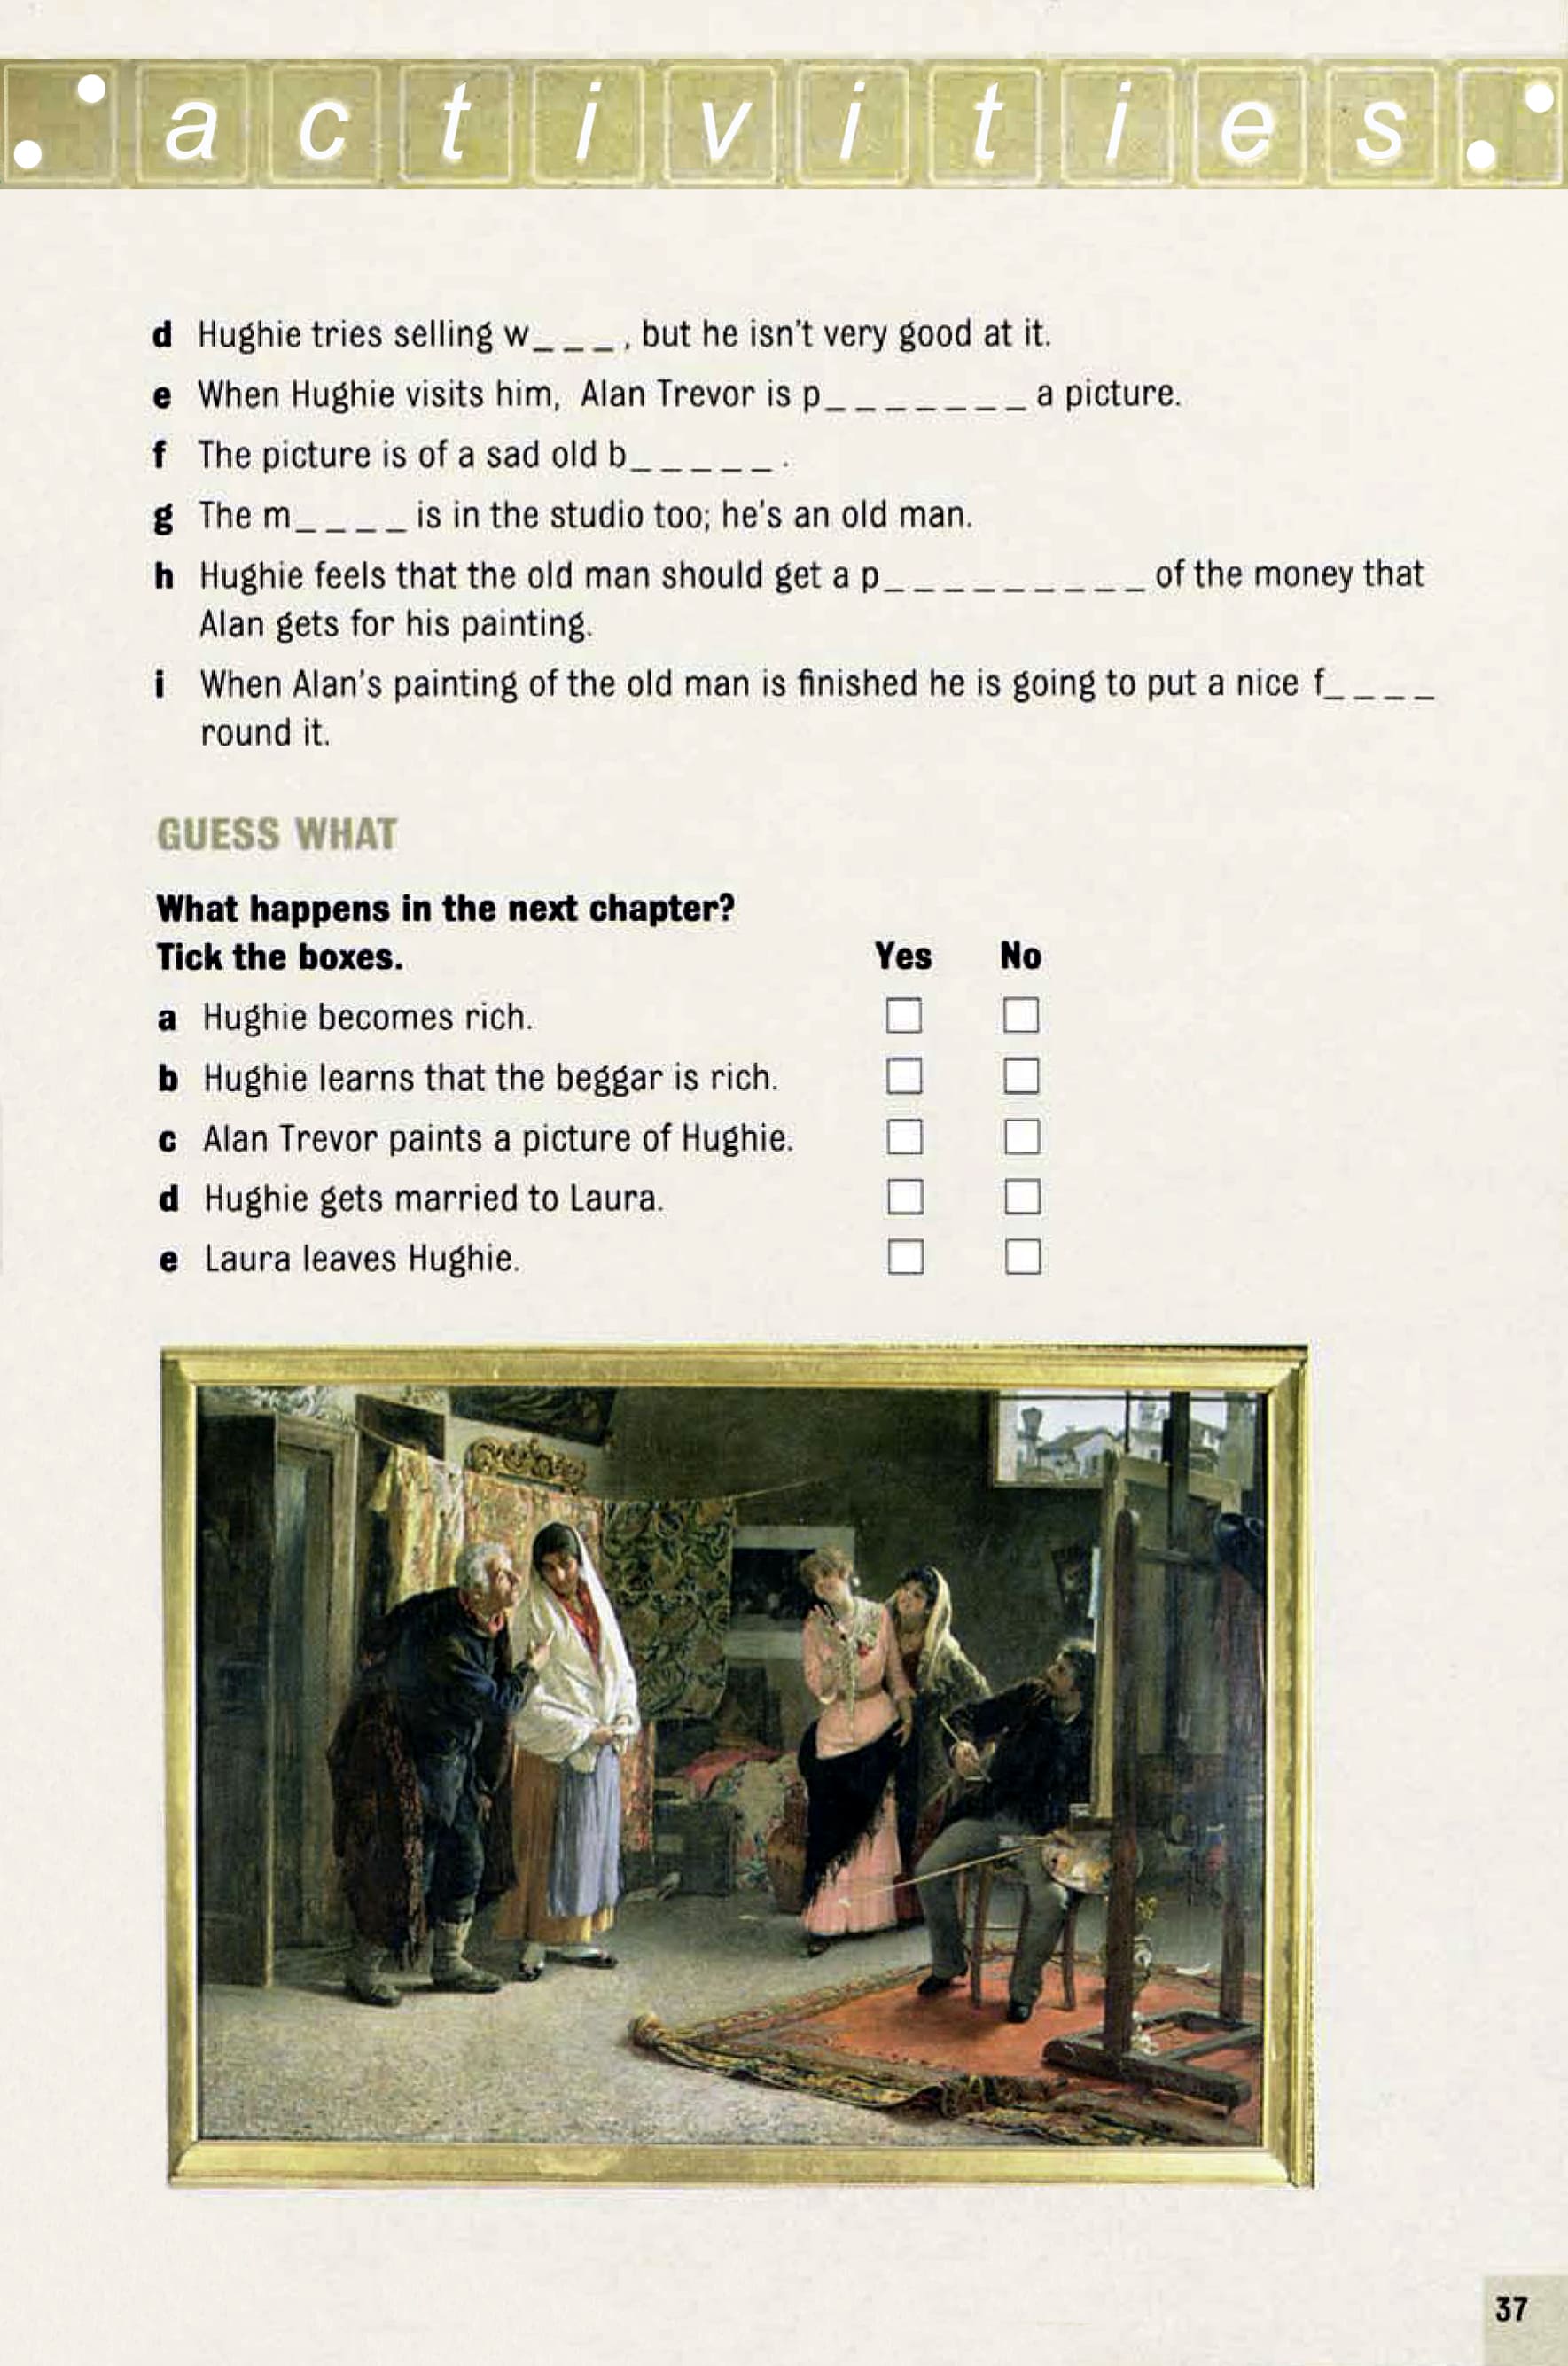 activities
d Hughie tries selling w_ _ _ , but he isn't very good at it.
e When Hughie visits him, Alan Trevor is p_ _ _ _ _ _ _ a picture.
f The picture is of a sad old b_ _ _ _ _ .
g The m_ _ _ _ is in the studio too; he's an old man.
h Hughie feels that the old man should get a p_ _ _ _ _ _ _ _ _ of the money that
Alan gets for his painting.
i When Alan's painting of the old man is finished he is going to put a nice f_ _ _ _
round it.
GUESS WHAT
What happens in the next chapter?
Tick the boxes. Yes No
a Hughie becomes rich.
b Hughie learns that the beggar is rich.
c Alan Trevor paints a picture of Hughie.
d Hughie gets married to Laura.
e Laura leaves Hughie.
37